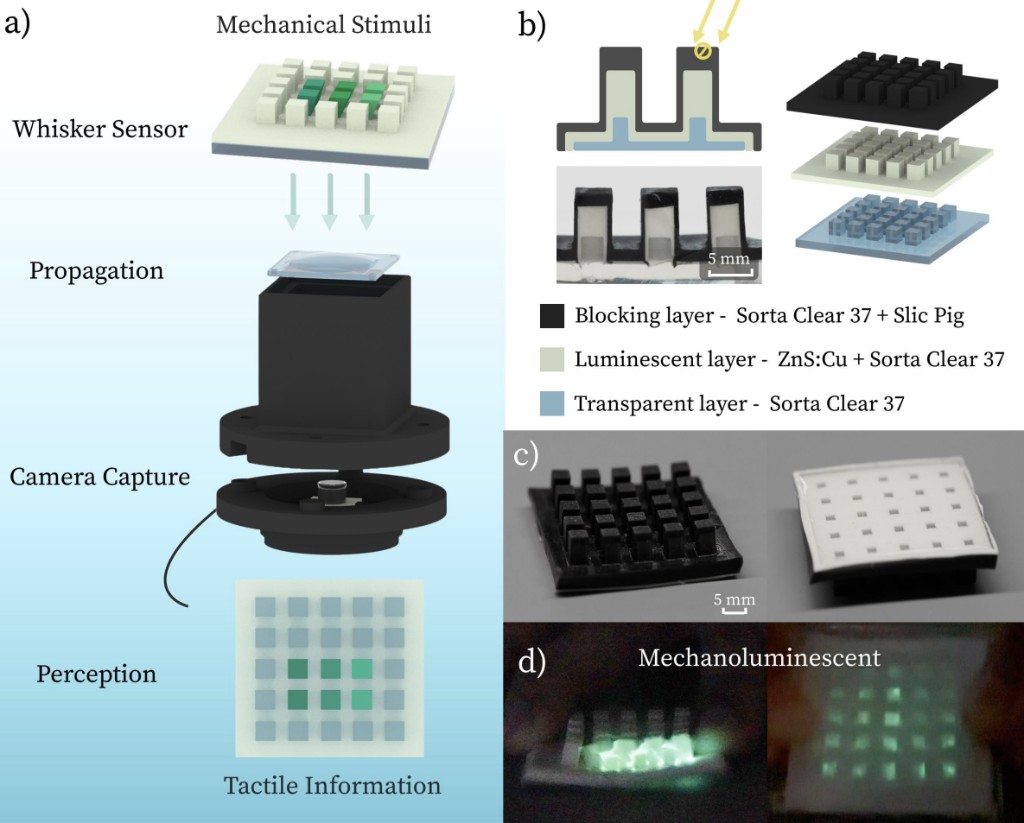 a)
Mechanical Stimuli
Whisker Sensor
Propagation
Camera Capture
Perception
Tactile Information
b)
5 mm
Blocking layer - Sorta Clear 37 + Slic Pig
Luminescent layer - ZnS:Cu + Sorta Clear 37
Transparent layer - Sorta Clear 37
c)
5 mm
d)
Mechanoluminescent